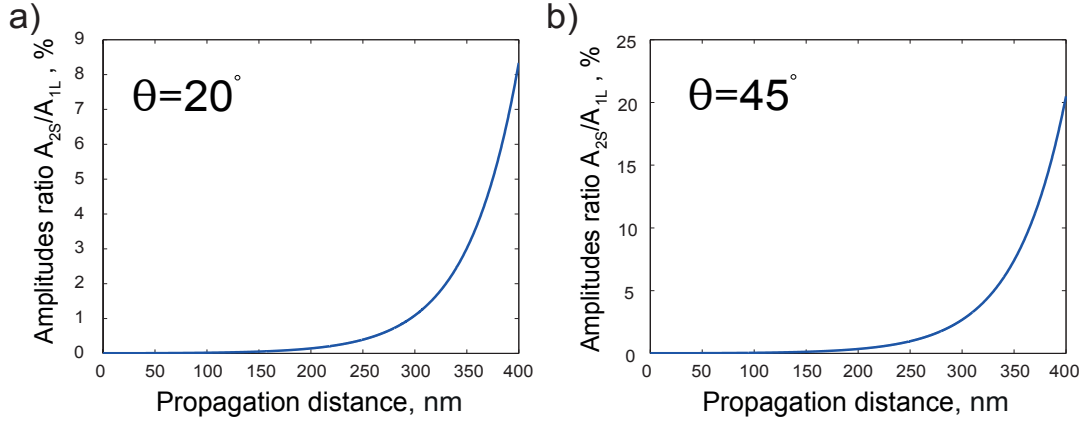 a)
Amplitudes ratio A2S/A1L , %
9
8
7
6
5
4
3
2
1
0
θ=20°
0 50 100 150 200 250 300 350 400
Propagation distance, nm
b)
Amplitudes ratio A2S/A1L , %
25
20
15
10
5
0
θ=45°
0 50 100 150 200 250 300 350 400
Propagation distance, nm